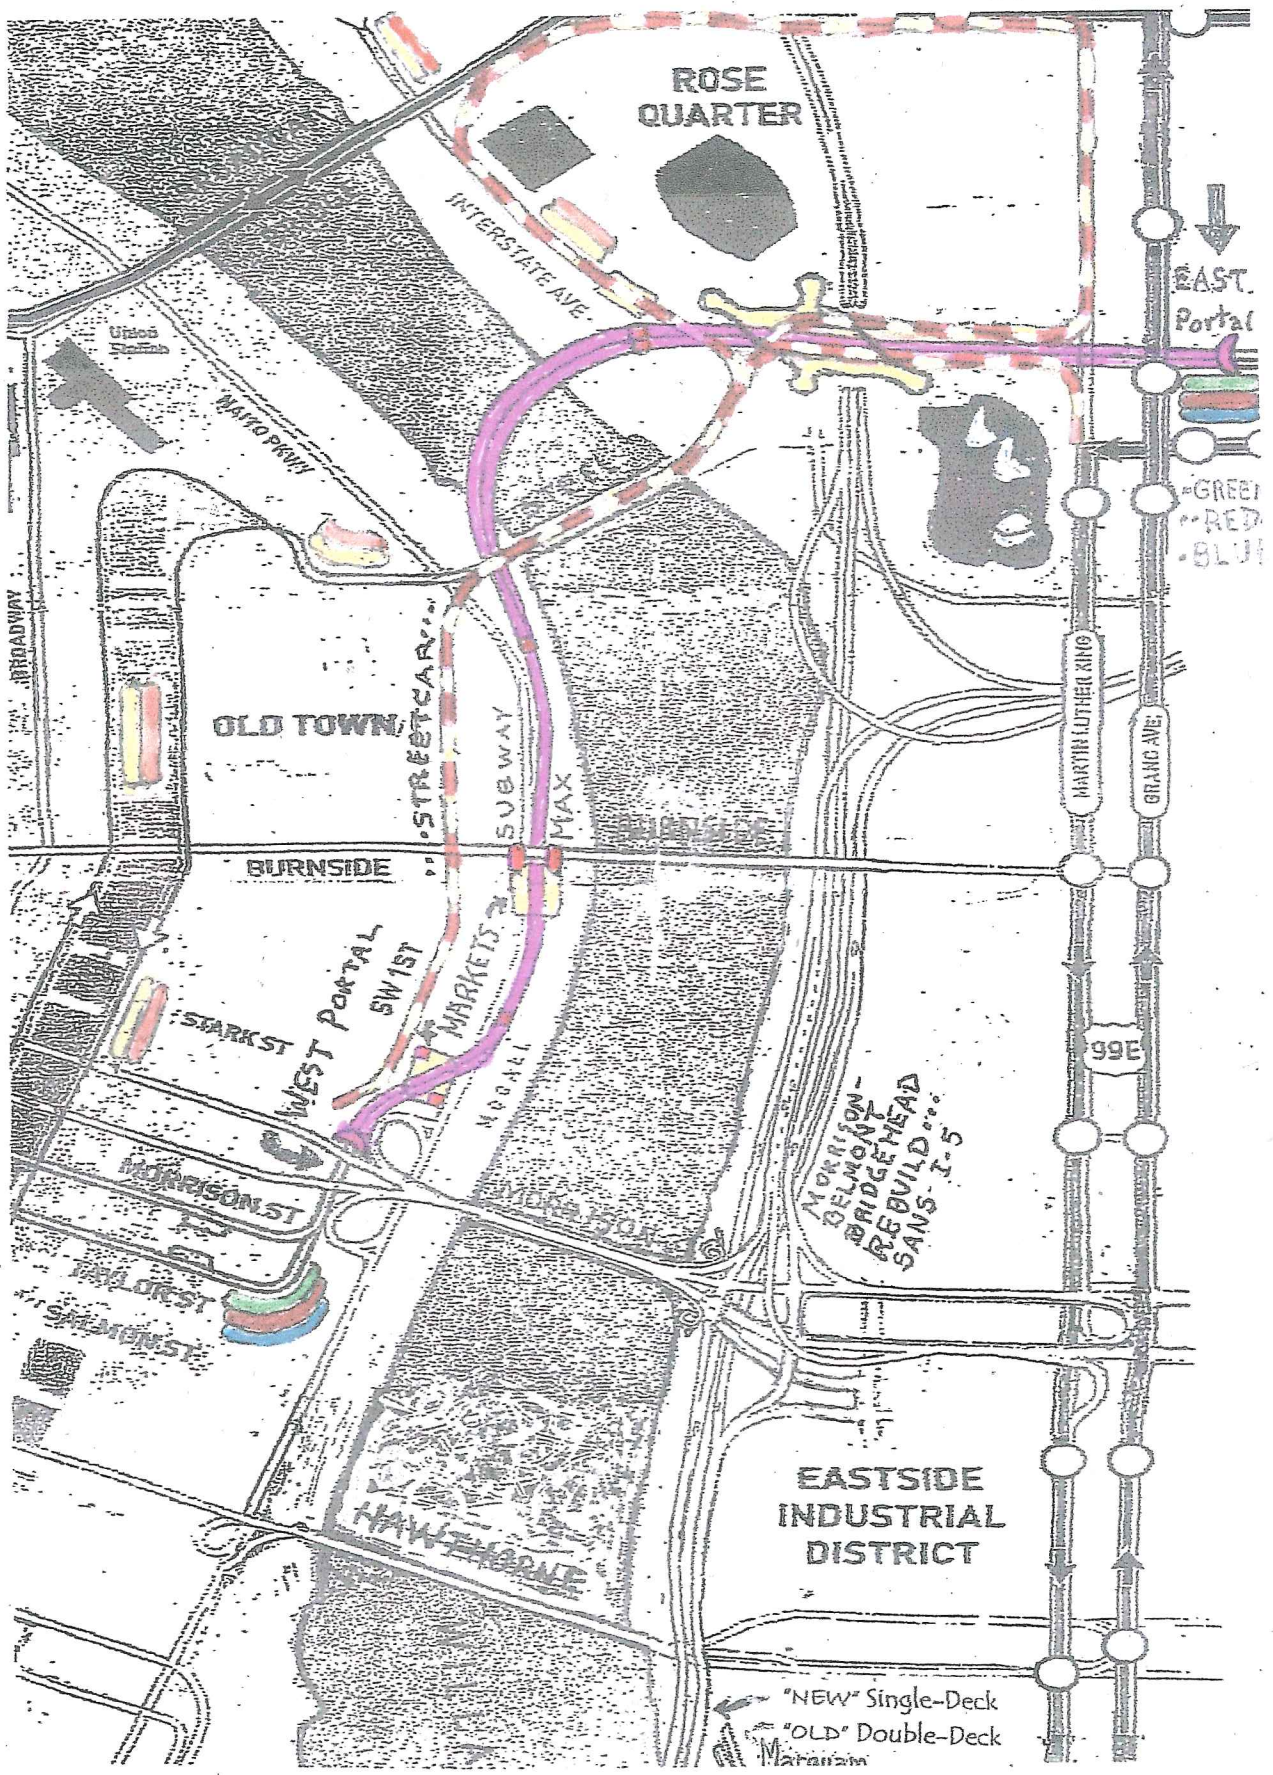 ROSE
QUARTER
INTERSTATE AVE.
EAST.
Portal
Union
Station
NAITO PKWY
GREEN
RED
BLUE
BROADWAY
OLD TOWN
...STREETCAR...
SUBWAY
MAX
MARTIN LUTHER KING
GRAND AVE.
BURNSIDE
BURNSIDE
WEST PORTAL
SW 1ST
MARKETS
STARK ST
99E
MORRISON-
BELMONT
BRIDGEHEAD
REBUILD...
SANS-I-5
MORRISON ST
MORRISON
TAYLOR ST
SALMON ST.
HAWTHORNE
EASTSIDE
INDUSTRIAL
DISTRICT
"NEW" Single-Deck
"OLD" Double-Deck
Marquam